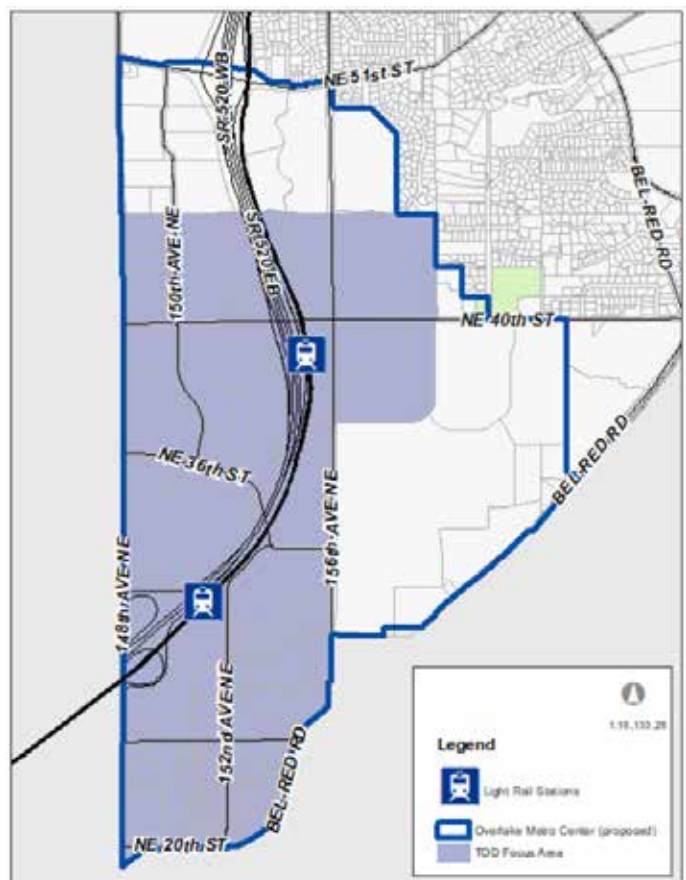 NE 51st ST
SR 520 WB
BEL-RED RD
SR 520 EB
150th AVE NE
NE 40th ST
BEL-RED RD
NE 36th ST
156th AVE NE
148th AVE NE
152nd AVE NE
BEL-RED RD
NE 20th ST
Legend
Light Rail Stations
Overlake Metro Center (proposed)
TOD Focus Area